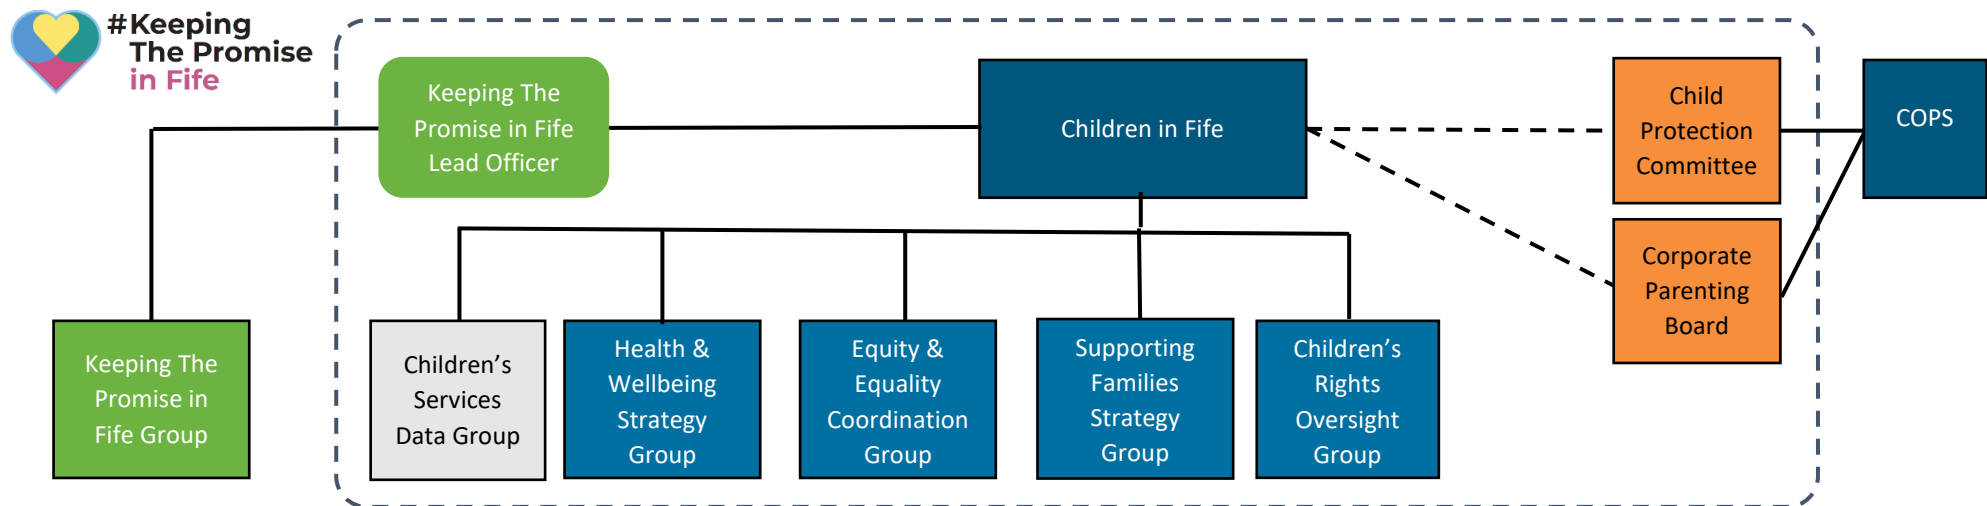 #Keeping
The Promise
in Fife
Keeping The
Promise in Fife
Lead Officer
Children in Fife
Child
Protection
Committee
COPS
Corporate
Parenting
Board
Keeping The
Promise in
Fife Group
Children’s
Services
Data Group
Health &
Wellbeing
Strategy
Group
Equity &
Equality
Coordination
Group
Supporting
Families
Strategy
Group
Children’s
Rights
Oversight
Group